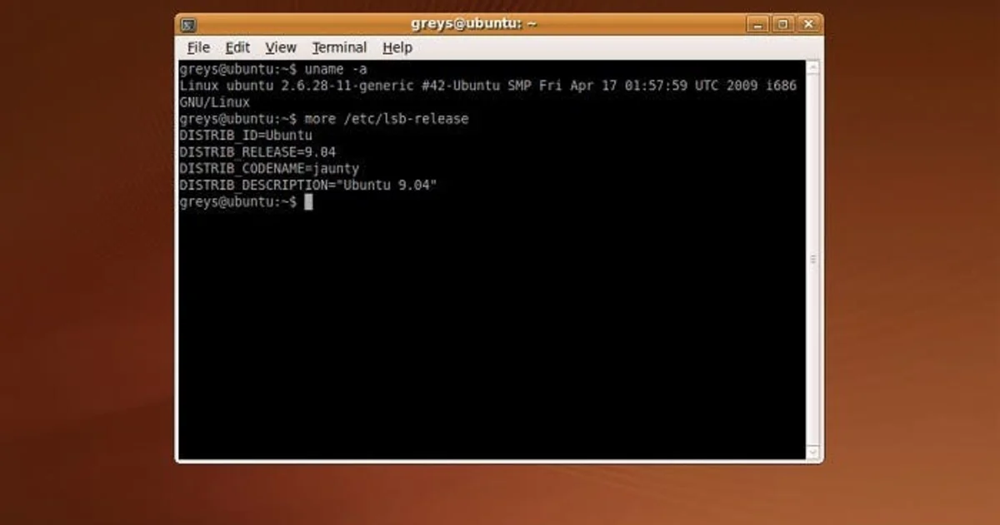 greys@ubuntu: ~
File Edit View Terminal Help
greys@ubuntu:~$ uname -a
Linux ubuntu 2.6.28-11-generic #42-Ubuntu SMP Fri Apr 17 01:57:59 UTC 2009 i686
GNU/Linux
greys@ubuntu:~$ more /etc/lsb-release
DISTRIB_ID=Ubuntu
DISTRIB_RELEASE=9.04
DISTRIB_CODENAME=jaunty
DISTRIB_DESCRIPTION="Ubuntu 9.04"
greys@ubuntu:~$